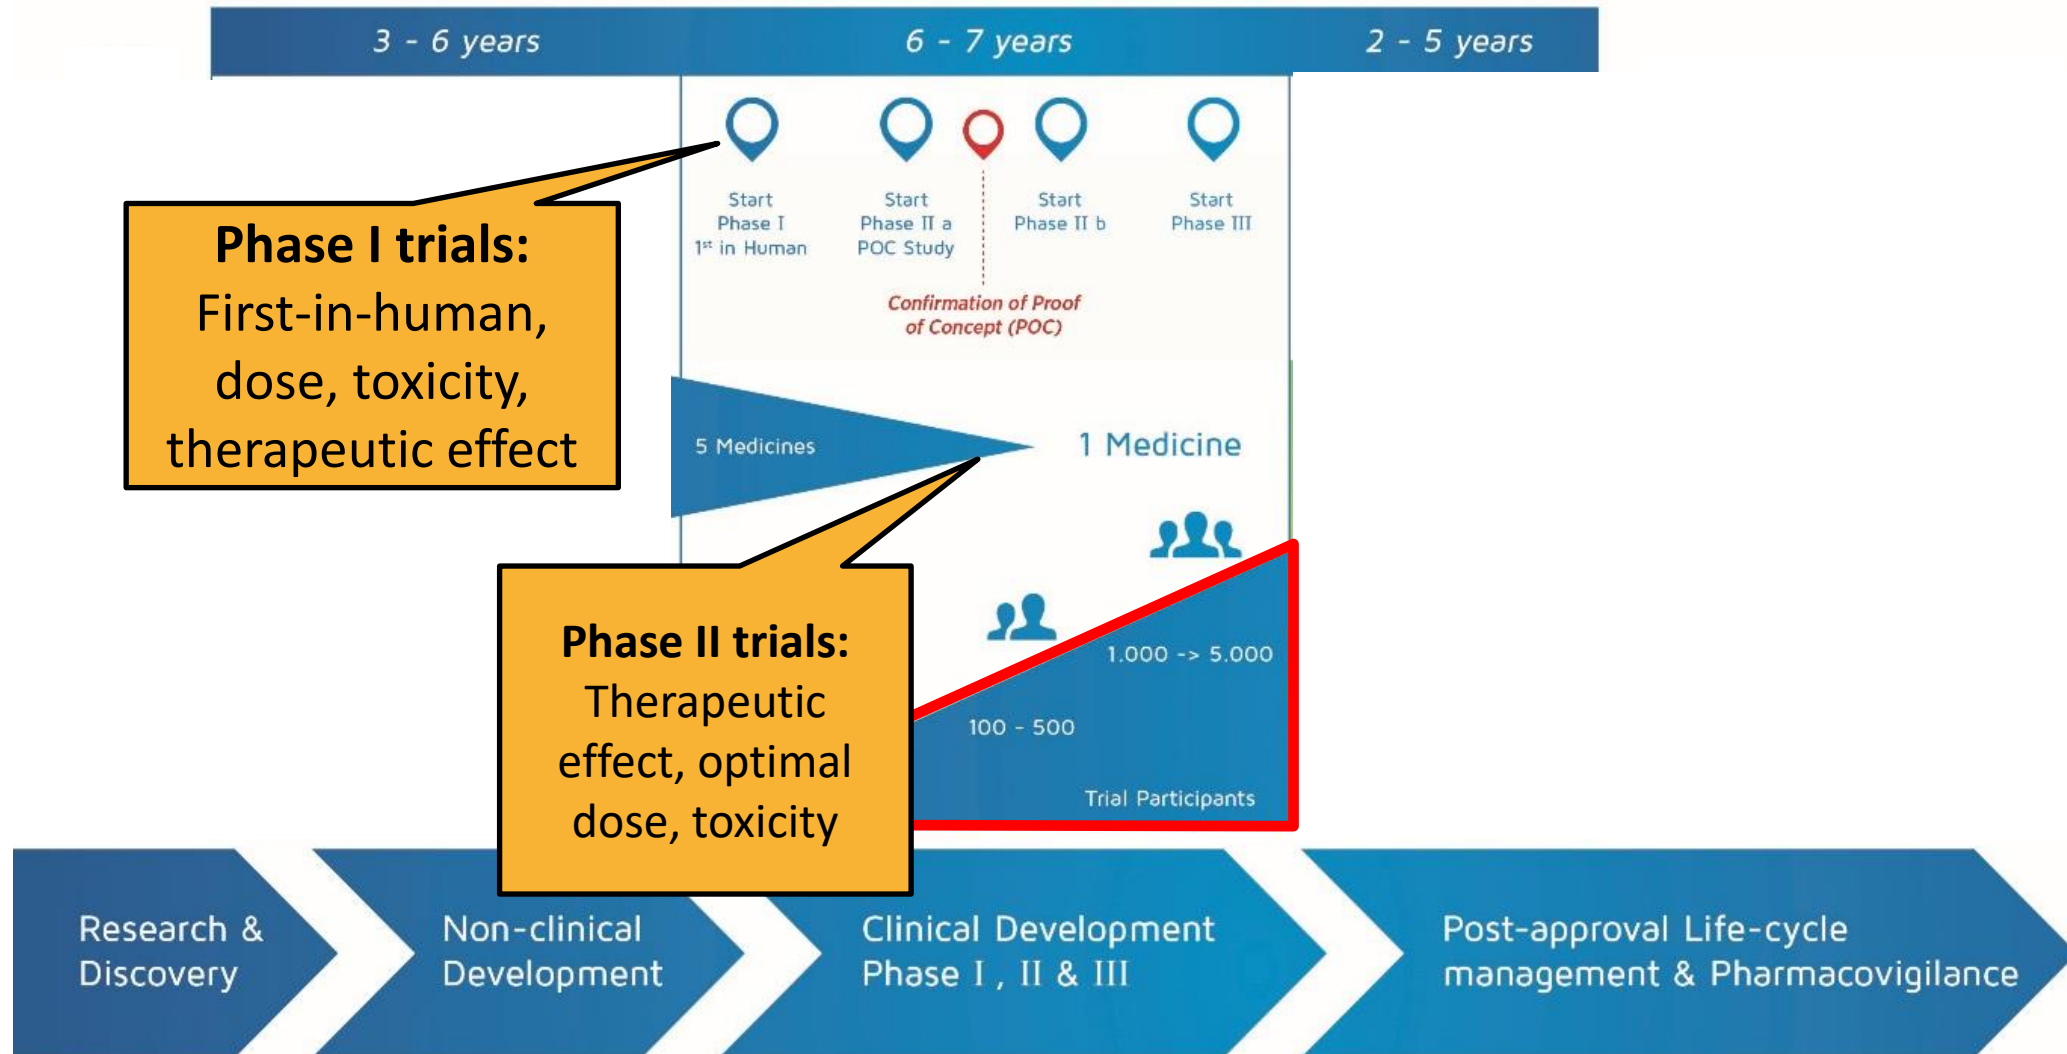 3 - 6 years
6 - 7 years
2 - 5 years
Start
Phase I
1st in Human
Start
Phase II a
POC Study
Start
Phase II b
Start
Phase III
Confirmation of Proof
of Concept (POC)
Phase I trials:
First-in-human,
dose, toxicity,
therapeutic effect
5 Medicines
1 Medicine
Phase II trials:
Therapeutic
effect, optimal
dose, toxicity
1.000 -> 5.000
100 - 500
Trial Participants
Research &
Discovery
Non-clinical
Development
Clinical Development
Phase I , II & III
Post-approval Life-cycle
management & Pharmacovigilance